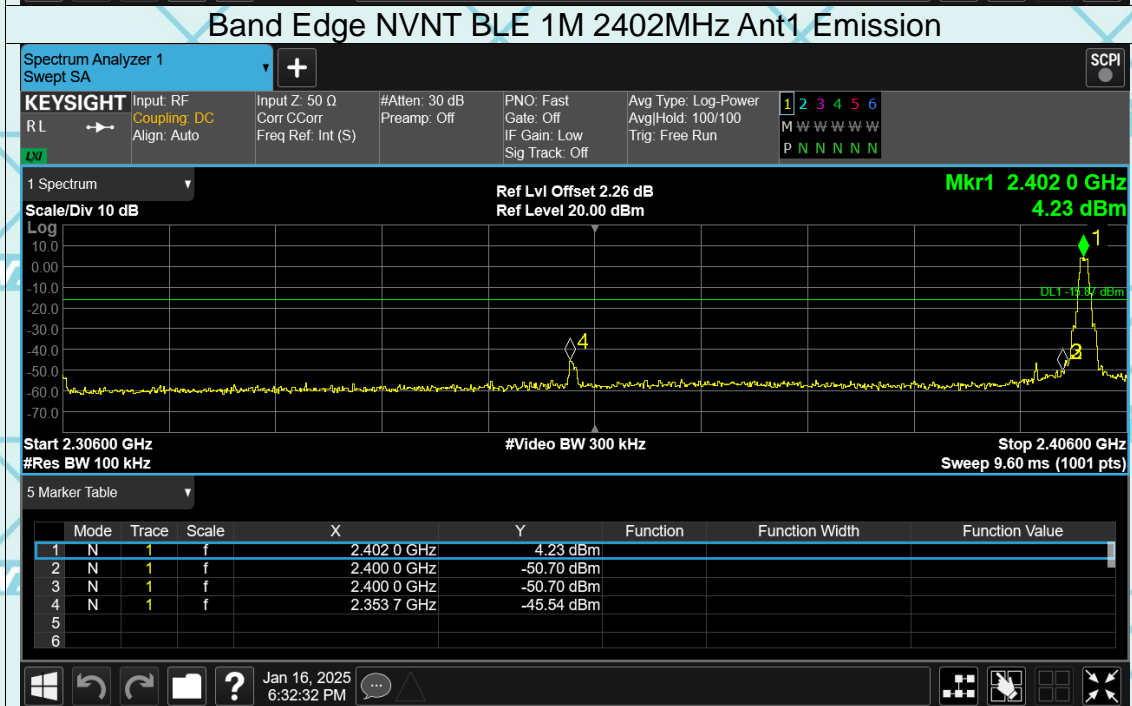 Band Edge NVNT BLE 1M 2402MHz Ant1 Emission
Spectrum Analyzer 1
Swept SA
SCPI
KEYSIGHT Input: RF Input Z: 50 Ω #Atten: 30 dB PNO: Fast Avg Type: Log-Power 1 2 3 4 5 6
R L Coupling: DC Corr CCorr Preamp: Off Gate: Off Avg|Hold: 100/100 M W W W W W
Align: Auto Freq Ref: Int (S) IF Gain: Low Trig: Free Run P N N N N N
LXI Sig Track: Off
1 Spectrum Ref Lvl Offset 2.26 dB Mkr1 2.402 0 GHz
Scale/Div 10 dB Ref Level 20.00 dBm 4.23 dBm
Log
1
10.0
0.00
-10.0
DL1 -15.87 dBm
-20.0
-30.0
-40.0
4
-50.0
-60.0
-70.0
Start 2.30600 GHz #Video BW 300 kHz Stop 2.40600 GHz
#Res BW 100 kHz Sweep 9.60 ms (1001 pts)
5 Marker Table
Mode Trace Scale X Y Function Function Width Function Value
1 N 1 f 2.402 0 GHz 4.23 dBm
2 N 1 f 2.400 0 GHz -50.70 dBm
3 N 1 f 2.400 0 GHz -50.70 dBm
4 N 1 f 2.353 7 GHz -45.54 dBm
5
6
? Jan 16, 2025
6:32:32 PM